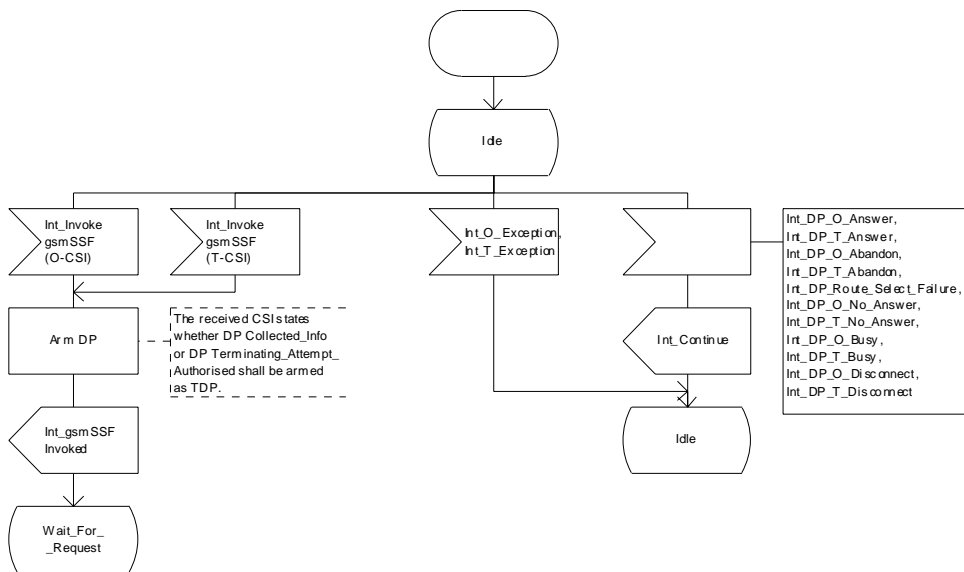 Idle
Int_Invoke
gsmSSF
(O-CSI)
Int_Invoke
gsmSSF
(T-CSI)
Int_O_Exception,
Int_T_Exception
Int_DP_O_Answer,
Int_DP_T_Answer,
Int_DP_O_Abandon,
Int_DP_T_Abandon,
Int_DP_Route_Select_Failure,
Int_DP_O_No_Answer,
Int_DP_T_No_Answer,
Int_DP_O_Busy,
Int_DP_T_Busy,
Int_DP_O_Disconnect,
Int_DP_T_Disconnect
Arm DP
The received CSI states
whether DP Collected_Info
or DP Terminating_Attempt_
Authorised shall be armed
as TDP.
Int_Continue
Int_gsmSSF
Invoked
Idle
Wait_For_
_Request